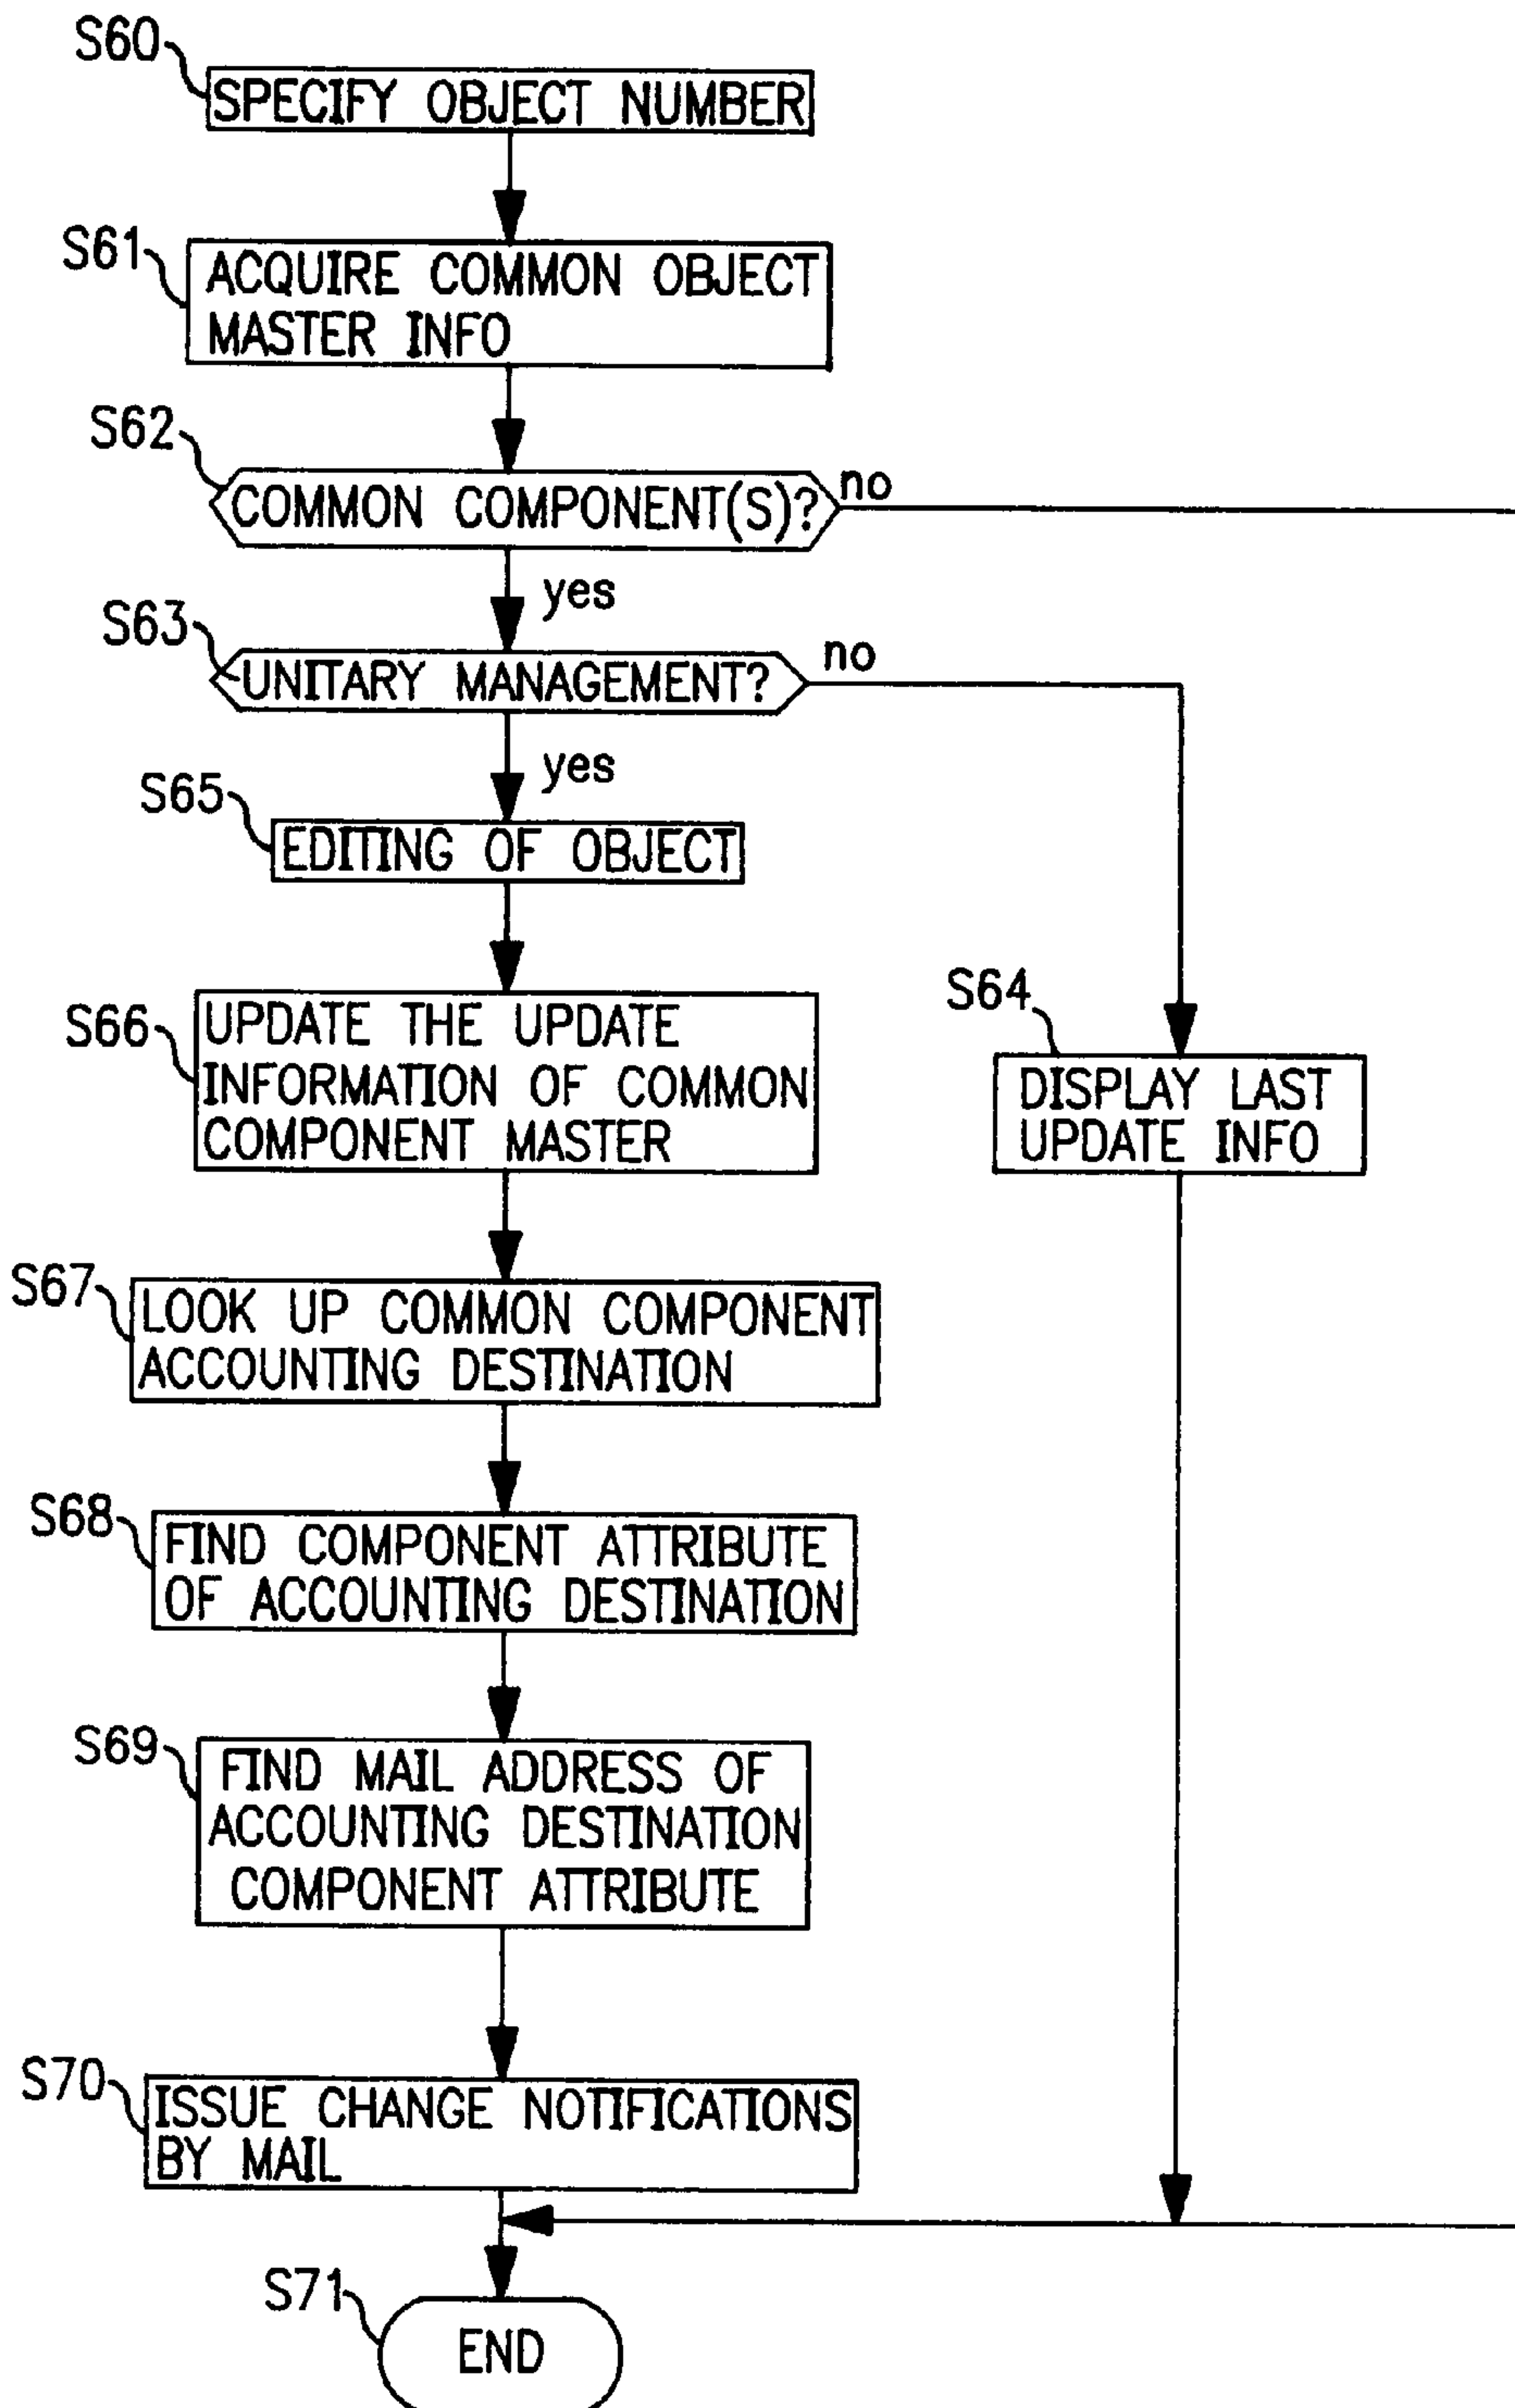 S60
SPECIFY OBJECT NUMBER
S61
ACQUIRE COMMON OBJECT
MASTER INFO
S62
COMMON COMPONENT(S)?
no
yes
S63
UNITARY MANAGEMENT?
no
yes
S65
EDITING OF OBJECT
S66
UPDATE THE UPDATE
INFORMATION OF COMMON
COMPONENT MASTER
S64
DISPLAY LAST
UPDATE INFO
S67
LOOK UP COMMON COMPONENT
ACCOUNTING DESTINATION
S68
FIND COMPONENT ATTRIBUTE
OF ACCOUNTING DESTINATION
S69
FIND MAIL ADDRESS OF
ACCOUNTING DESTINATION
COMPONENT ATTRIBUTE
S70
ISSUE CHANGE NOTIFICATIONS
BY MAIL
S71
END